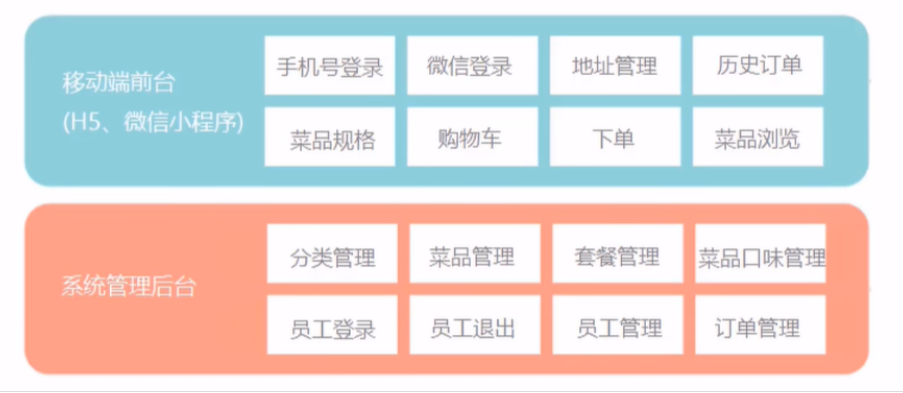 移动端前台
(H5、微信小程序)
手机号登录
微信登录
地址管理
历史订单
菜品规格
购物车
下单
菜品浏览
系统管理后台
分类管理
菜品管理
套餐管理
菜品口味管理
员工登录
员工退出
员工管理
订单管理